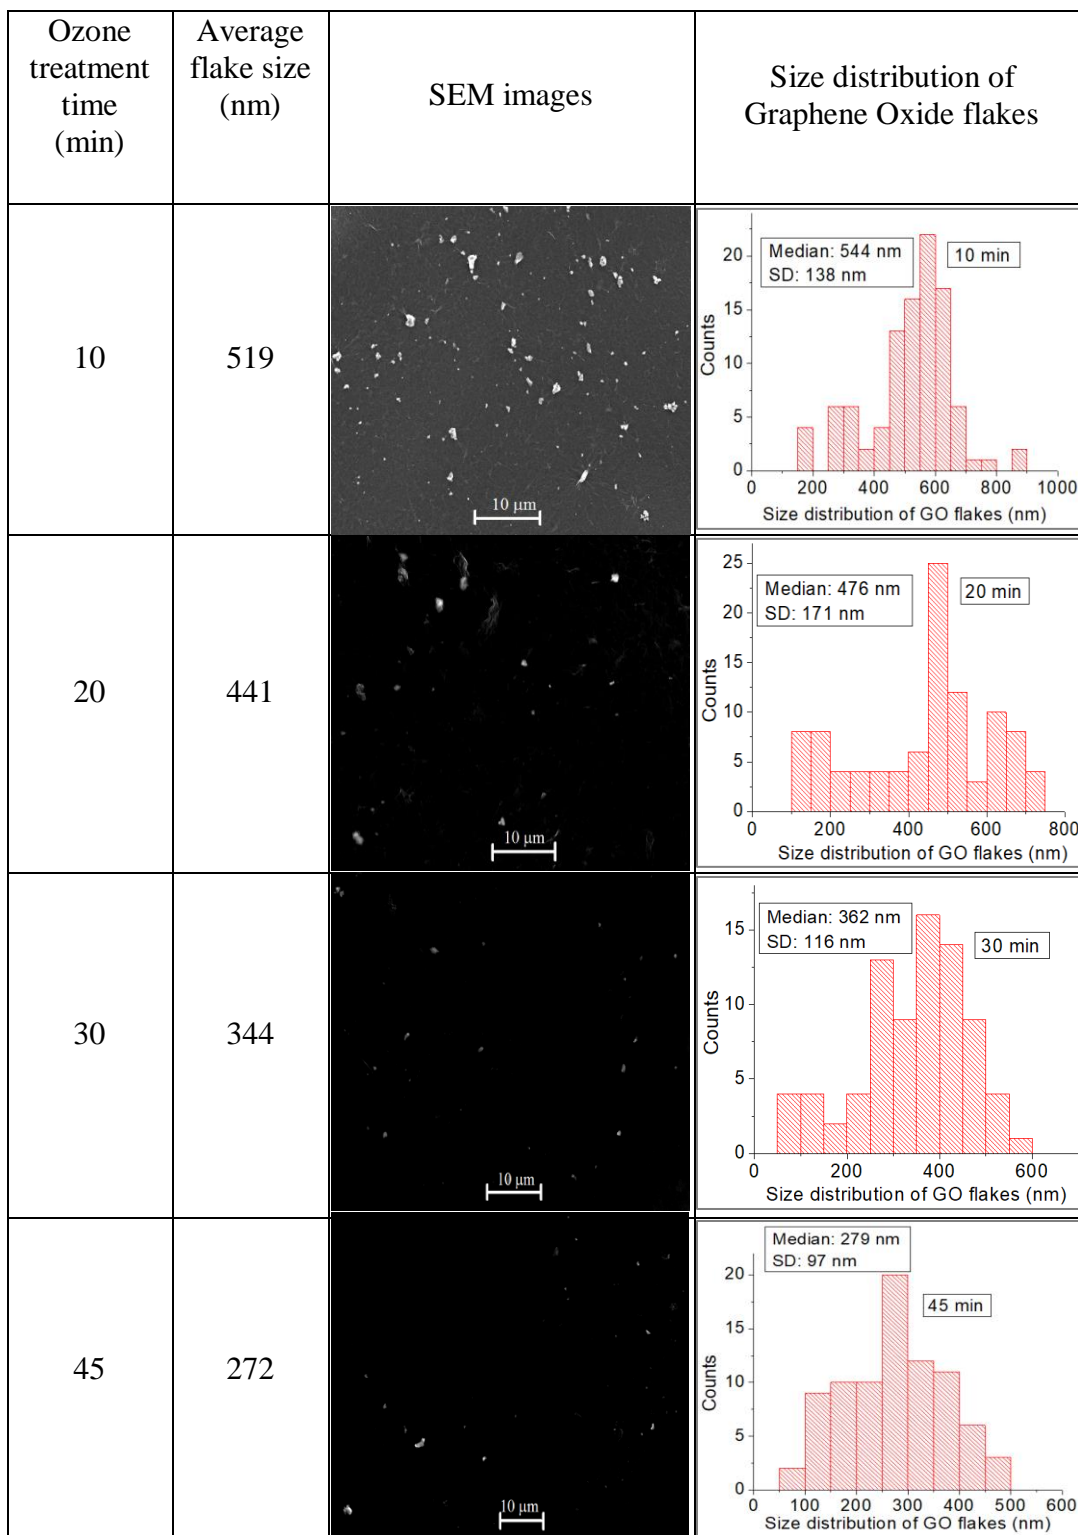 Ozone
treatment
time
(min)
Average
flake size
(nm)
SEM images
Size distribution of
Graphene Oxide flakes
10
519
10 μm
Median: 544 nm
SD: 138 nm
10 min
Counts
20
15
10
5
0
0 200 400 600 800 1000
Size distribution of GO flakes (nm)
20
441
10 μm
Median: 476 nm
SD: 171 nm
20 min
Counts
25
20
15
10
5
0
0 200 400 600 800
Size distribution of GO flakes (nm)
30
344
10 μm
Median: 362 nm
SD: 116 nm
30 min
Counts
15
10
5
0
0 200 400 600
Size distribution of GO flakes (nm)
45
272
10 μm
Median: 279 nm
SD: 97 nm
45 min
Counts
20
15
10
5
0
0 100 200 300 400 500 600
Size distribution of GO flakes (nm)